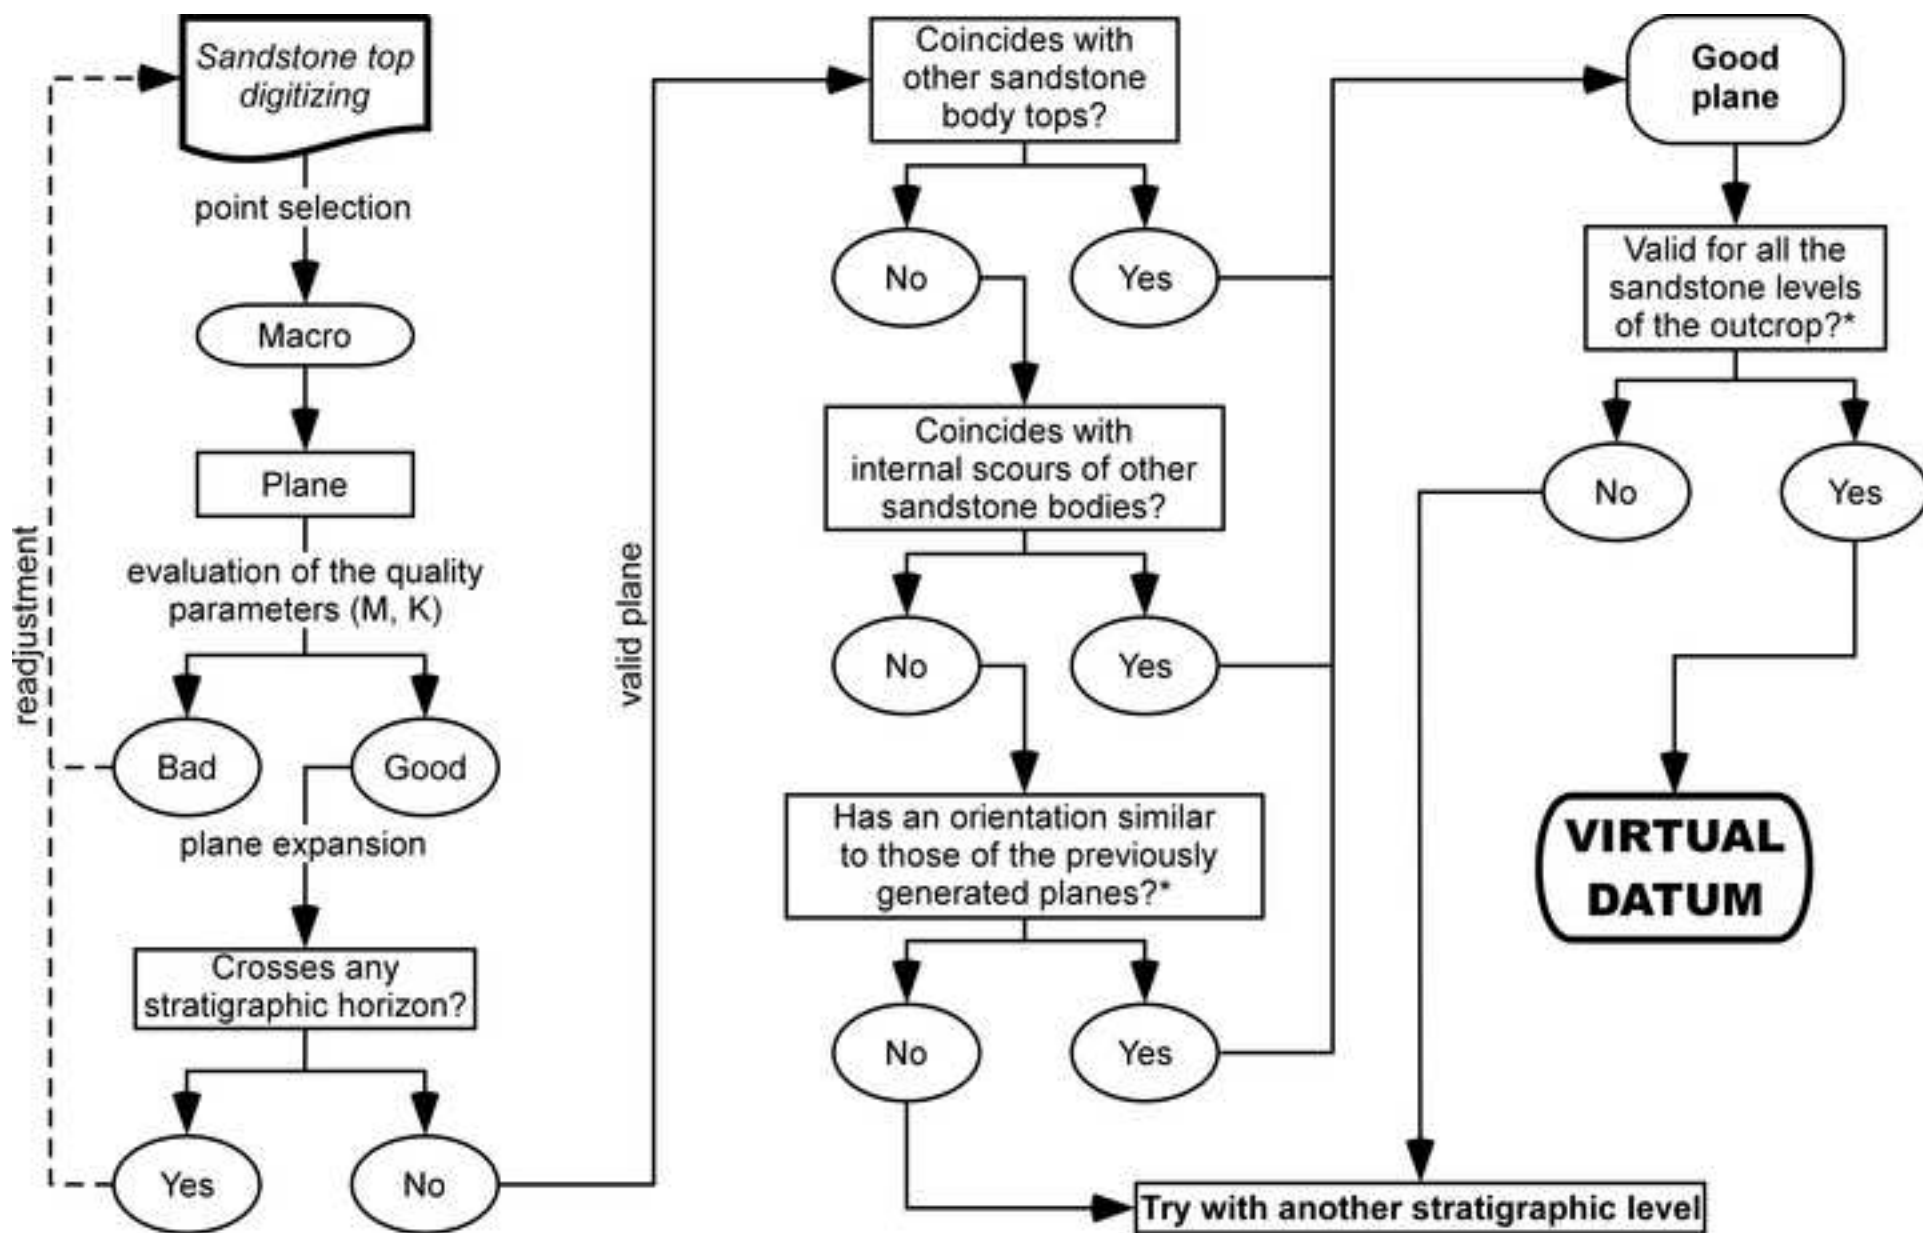 Sandstone top
digitizing
point selection
Macro
Plane
evaluation of the quality
parameters (M, K)
Bad
Good
plane expansion
Crosses any
stratigraphic horizon?
Yes
No
readjustment
valid plane
Coincides with
other sandstone
body tops?
No
Yes
Coincides with
internal scours of other
sandstone bodies?
No
Yes
Has an orientation similar
to those of the previously
generated planes?*
No
Yes
Good
plane
Valid for all the
sandstone levels
of the outcrop?*
No
Yes
VIRTUAL
DATUM
Try with another stratigraphic level